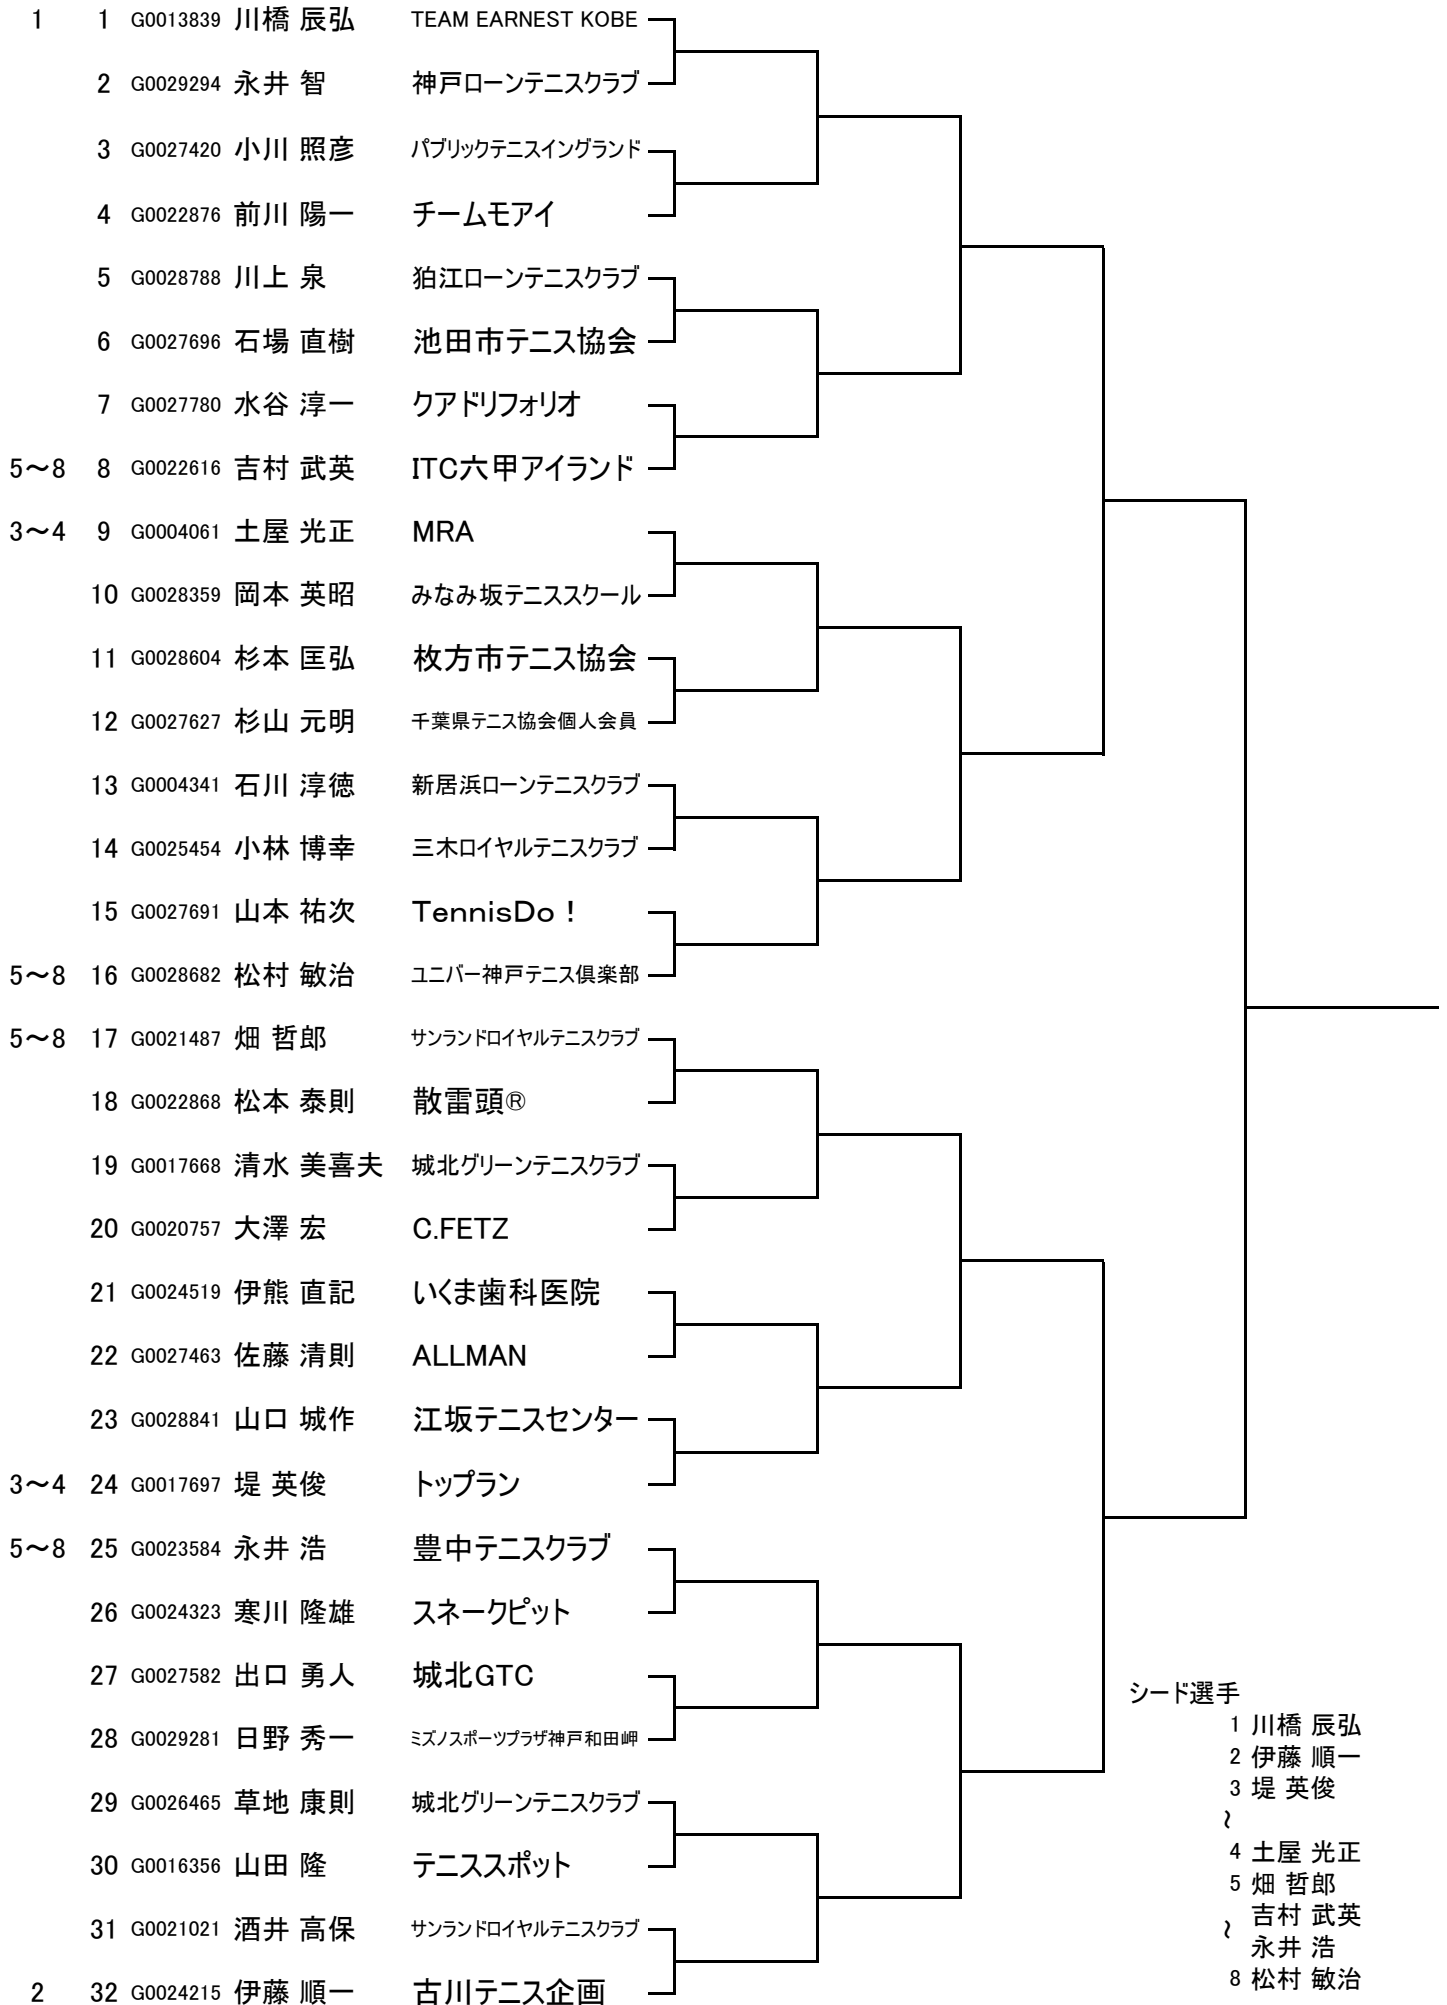 1 1 G0013839 川橋 辰弘 TEAM EARNEST KOBE
2 G0029294 永井 智 神戸ローンテニスクラブ
3 G0027420 小川 照彦 パブリックテニスイングランド
4 G0022876 前川 陽一 チームモアイ
5 G0028788 川上 泉 狛江ローンテニスクラブ
6 G0027696 石場 直樹 池田市テニス協会
7 G0027780 水谷 淳一 クアドリフォリオ
5～8 8 G0022616 吉村 武英 ITC六甲アイランド
3～4 9 G0004061 土屋 光正 MRA
10 G0028359 岡本 英昭 みなみ坂テニススクール
11 G0028604 杉本 匡弘 枚方市テニス協会
12 G0027627 杉山 元明 千葉県テニス協会個人会員
13 G0004341 石川 淳徳 新居浜ローンテニスクラブ
14 G0025454 小林 博幸 三木ロイヤルテニスクラブ
15 G0027691 山本 祐次 TennisDo！
5～8 16 G0028682 松村 敏治 ユニバー神戸テニス倶楽部
5～8 17 G0021487 畑 哲郎 サンランドロイヤルテニスクラブ
18 G0022868 松本 泰則 散雷頭®
19 G0017668 清水 美喜夫 城北グリーンテニスクラブ
20 G0020757 大澤 宏 C.FETZ
21 G0024519 伊熊 直記 いくま歯科医院
22 G0027463 佐藤 清則 ALLMAN
23 G0028841 山口 城作 江坂テニスセンター
3～4 24 G0017697 堤 英俊 トップラン
5～8 25 G0023584 永井 浩 豊中テニスクラブ
26 G0024323 寒川 隆雄 スネークピット
27 G0027582 出口 勇人 城北GTC
28 G0029281 日野 秀一 ミズノスポーツプラザ神戸和田岬
29 G0026465 草地 康則 城北グリーンテニスクラブ
30 G0016356 山田 隆 テニススポット
31 G0021021 酒井 高保 サンランドロイヤルテニスクラブ
2 32 G0024215 伊藤 順一 古川テニス企画
シード選手
1 川橋 辰弘
2 伊藤 順一
3 堤 英俊
～
4 土屋 光正
5 畑 哲郎
吉村 武英
～
永井 浩
8 松村 敏治